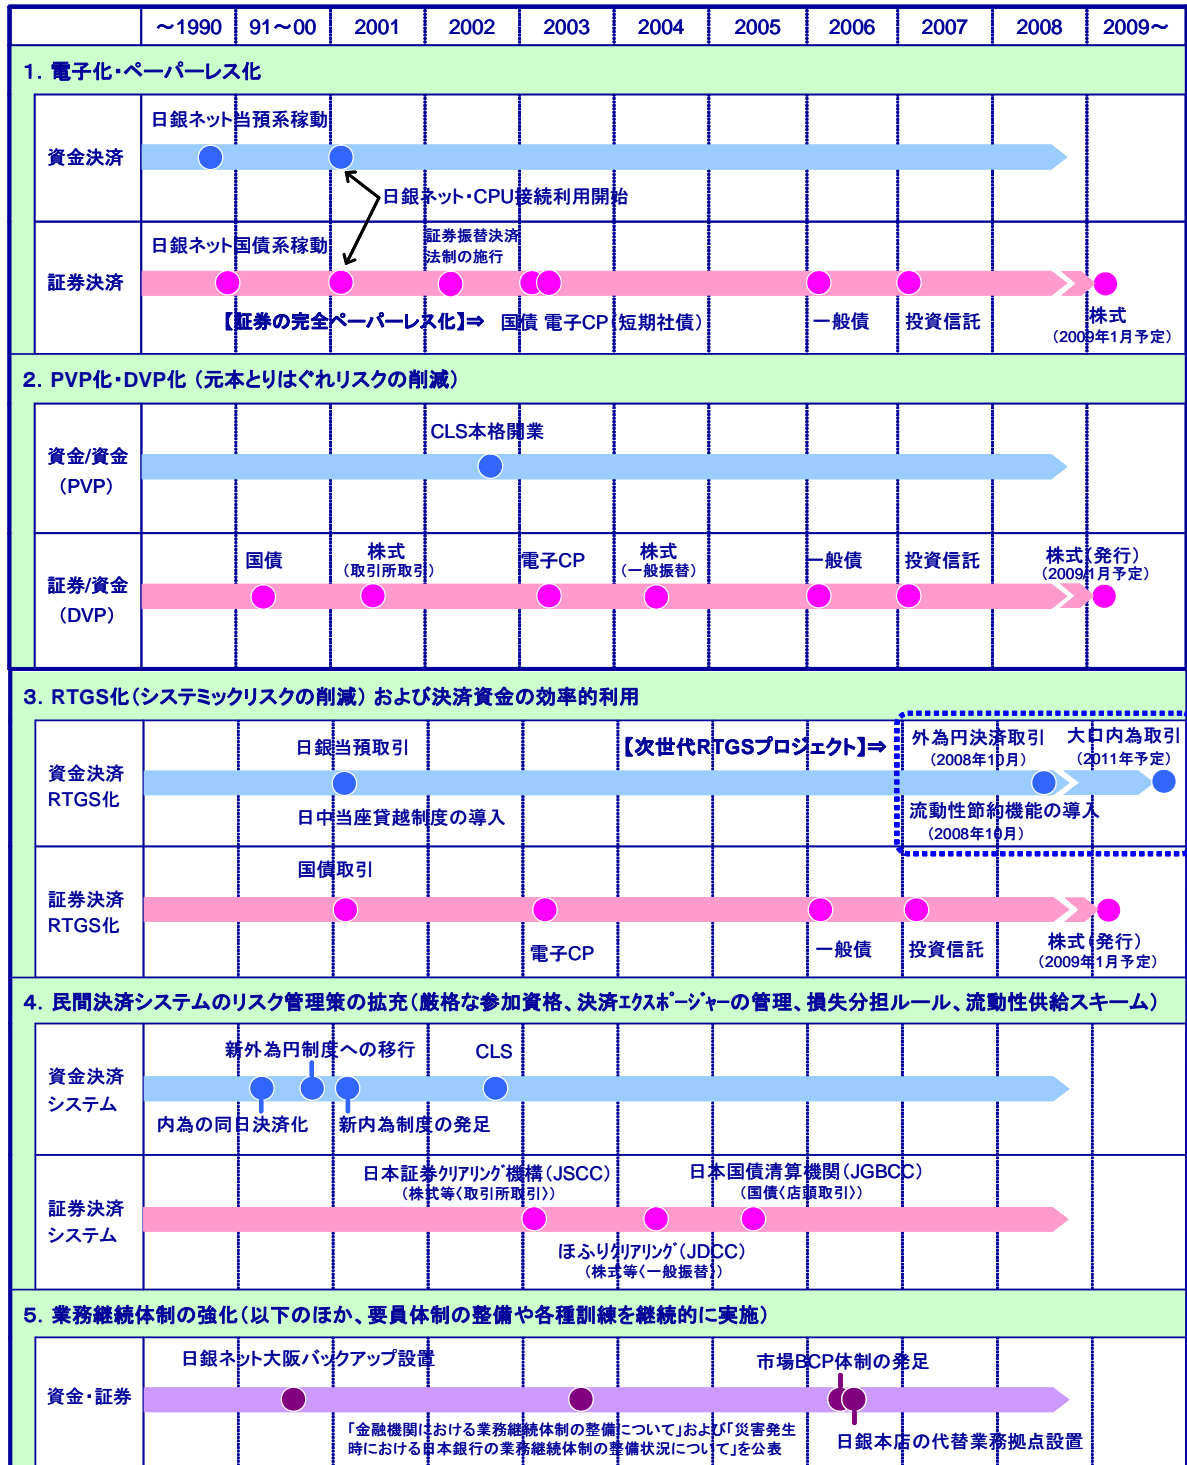 ～1990 91～00 2001 2002 2003 2004 2005 2006 2007 2008 2009～
１．電子化・ペーパーレス化
日銀ネット当預系稼動
資金決済
日銀ネット・CPU接続利用開始
日銀ネット国債系稼動
証券振替決済
法制の施行
証券決済
【証券の完全ペーパーレス化】⇒ 国債 電子CP（短期社債） 一般債 投資信託 株式
（2009年1月予定）
２．PVP化・DVP化（元本とりはぐれリスクの削減）
CLS本格開業
資金/資金
（PVP）
国債 株式 電子CP 株式 一般債 投資信託 株式（発行）
（取引所取引） （一般振替） （2009/1月予定）
証券/資金
（DVP）
３．RTGS化（システミックリスクの削減）および決済資金の効率的利用
日銀当預取引 【次世代RTGSプロジェクト】⇒ 外為円決済取引 大口内為取引
（2008年10月） （2011年予定）
資金決済
RTGS化
日中当座貸越制度の導入 流動性節約機能の導入
（2008年10月）
国債取引
証券決済
RTGS化
電子CP 一般債 投資信託 株式（発行）
（2009年1月予定）
４．民間決済システムのリスク管理策の拡充（厳格な参加資格、決済ｴｸｽﾎﾟｰｼﾞｬｰの管理、損失分担ルール、流動性供給スキーム）
新外為円制度への移行 CLS
資金決済
システム
内為の同日決済化 新内為制度の発足
日本証券ｸﾘｱﾘﾝｸﾞ機構（JSCC） 日本国債清算機関（JGBCC）
（株式等〈取引所取引〉） （国債〈店頭取引〉）
証券決済
システム
ほふりｸﾘｱﾘﾝｸﾞ（JDCC）
（株式等〈一般振替〉）
５．業務継続体制の強化（以下のほか、要員体制の整備や各種訓練を継続的に実施）
日銀ネット大阪バックアップ設置 市場BCP体制の発足
資金・証券
「金融機関における業務継続体制の整備について」および「災害発生
時における日本銀行の業務継続体制の整備状況について」を公表
日銀本店の代替業務拠点設置